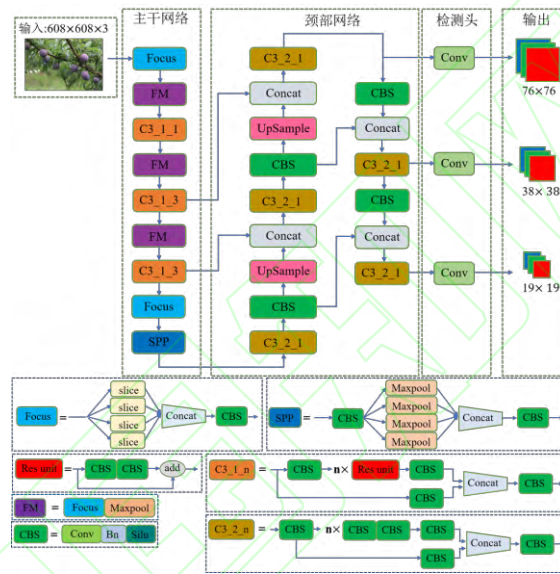 输入:608×608×3
主干网络
颈部网络
检测头
输出
Focus
FM
C3_1_1
FM
C3_1_3
FM
C3_1_3
Focus
SPP
C3_2_1
Concat
UpSample
CBS
C3_2_1
Concat
UpSample
CBS
C3_2_1
CBS
Concat
C3_2_1
CBS
Concat
C3_2_1
Conv
Conv
Conv
76×76
38×38
19×19
Focus = slice slice slice slice Concat CBS
SPP = CBS Maxpool Maxpool Maxpool Maxpool Concat CBS
Res unit = CBS CBS add
FM = Focus Maxpool
CBS = Conv Bn Silu
C3_1_n = CBS n× Res unit CBS CBS Concat CBS
C3_2_n = CBS n× CBS CBS CBS CBS Concat CBS